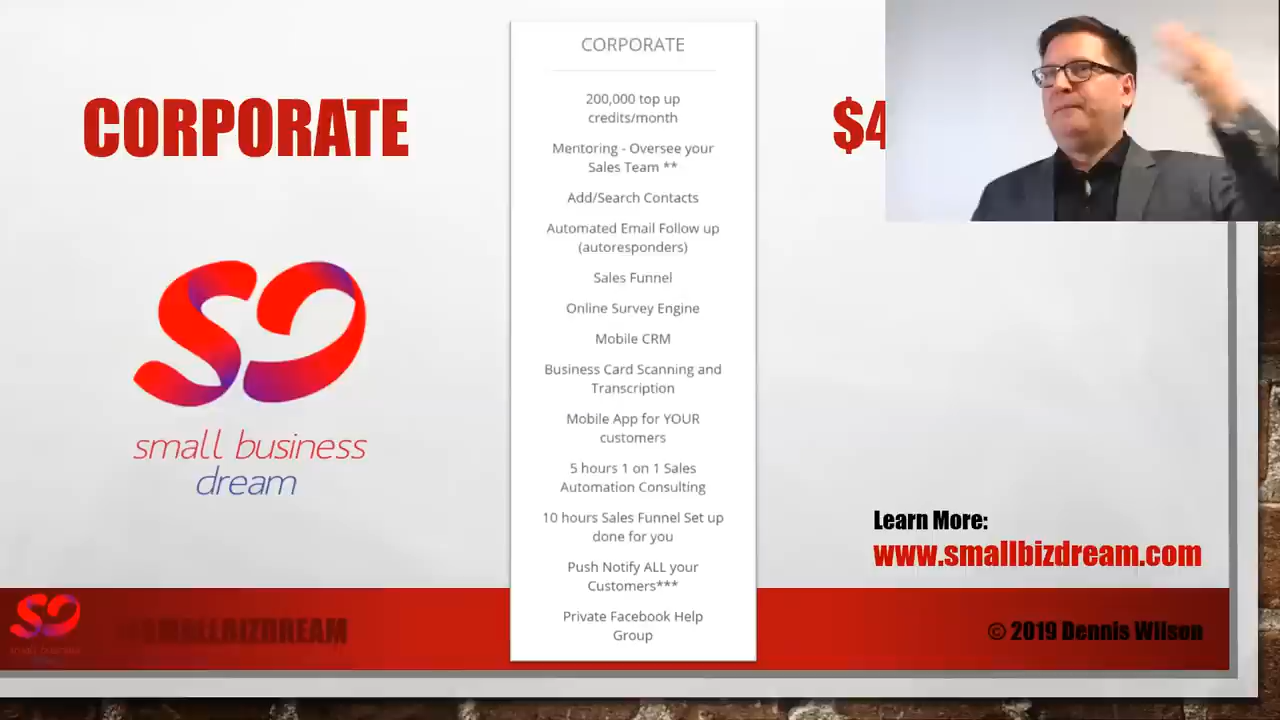 CORPORATE
$4
CORPORATE
200,000 top up
credits/month
Mentoring - Oversee your
Sales Team **
Add/Search Contacts
Automated Email Follow up
(autoresponders)
Sales Funnel
Online Survey Engine
Mobile CRM
Business Card Scanning and
Transcription
Mobile App for YOUR
customers
5 hours 1 on 1 Sales
Automation Consulting
10 hours Sales Funnel Set up
done for you
Push Notify ALL your
Customers***
Private Facebook Help
Group
small business
dream
Learn More:
www.smallbizdream.com
#SMALLBIZDREAM
© 2019 Dennis Wilson